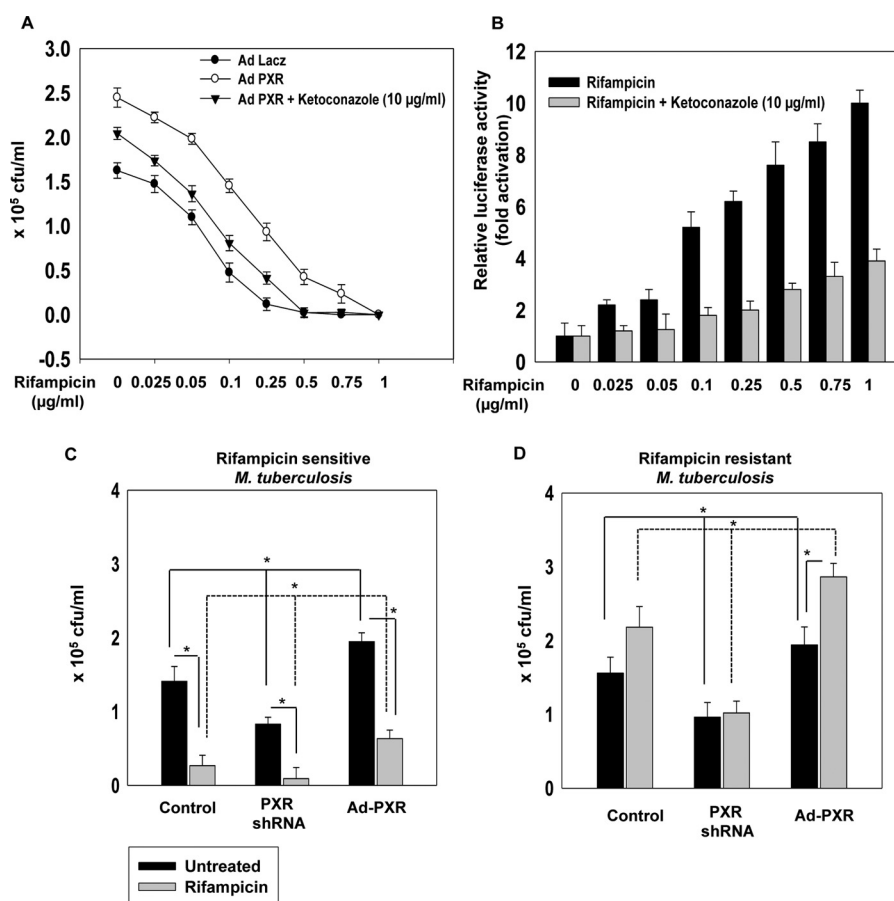 A
3.0
2.5
2.0
1.5
1.0
0.5
0.0
-0.5
x 10⁵ cfu/ml
Ad Lacz
Ad PXR
Ad PXR + Ketoconazole (10 µg/ml)
Rifampicin 0 0.025 0.05 0.1 0.25 0.5 0.75 1
(µg/ml)
B
12
10
8
6
4
2
0
Relative luciferase activity
(fold activation)
Rifampicin
Rifampicin + Ketoconazole (10 µg/ml)
Rifampicin 0 0.025 0.05 0.1 0.25 0.5 0.75 1
(µg/ml)
C
Rifampicin sensitive
M. tuberculosis
4
3
2
1
0
x 10⁵ cfu/ml
*
*
*
*
*
Control PXR Ad-PXR
shRNA
Untreated
Rifampicin
D
Rifampicin resistant
M. tuberculosis
4
3
2
1
0
x 10⁵ cfu/ml
*
*
*
Control PXR Ad-PXR
shRNA